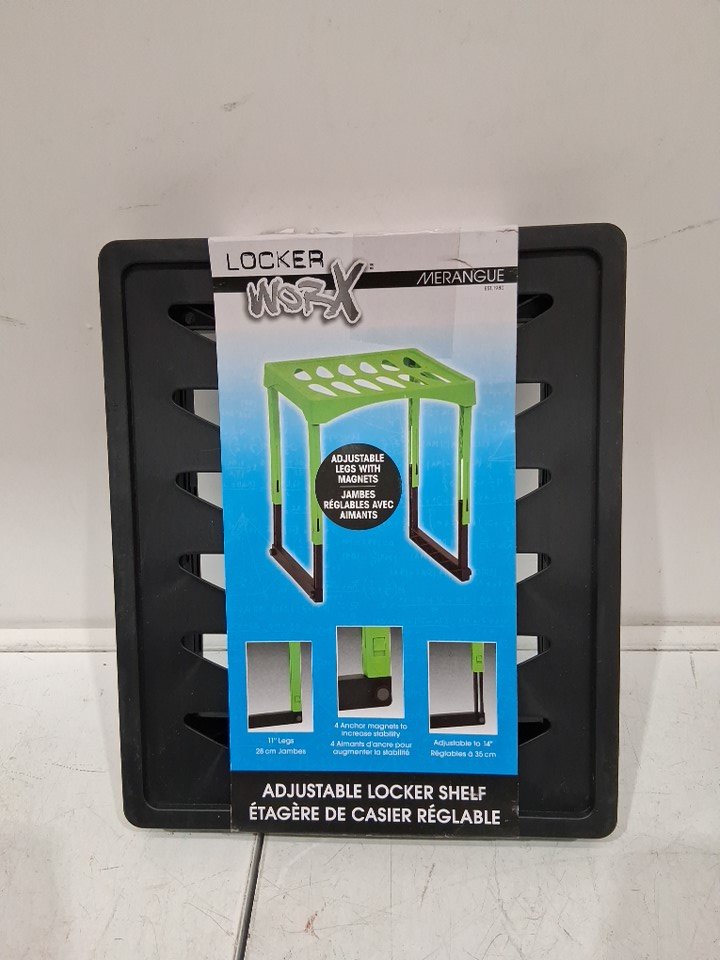 LOCKER
WORX
MERANGUE
EST. 1980
ADJUSTABLE
LEGS WITH
MAGNETS
JAMBES
RÉGLABLES AVEC
AIMANTS
11" Legs
28 cm Jambes
4 Anchor magnets to
increase stability
4 Aimants d'ancre pour
augmenter la stabilité
Adjustable to 14"
Réglables à 35 cm
ADJUSTABLE LOCKER SHELF
ÉTAGÈRE DE CASIER RÉGLABLE